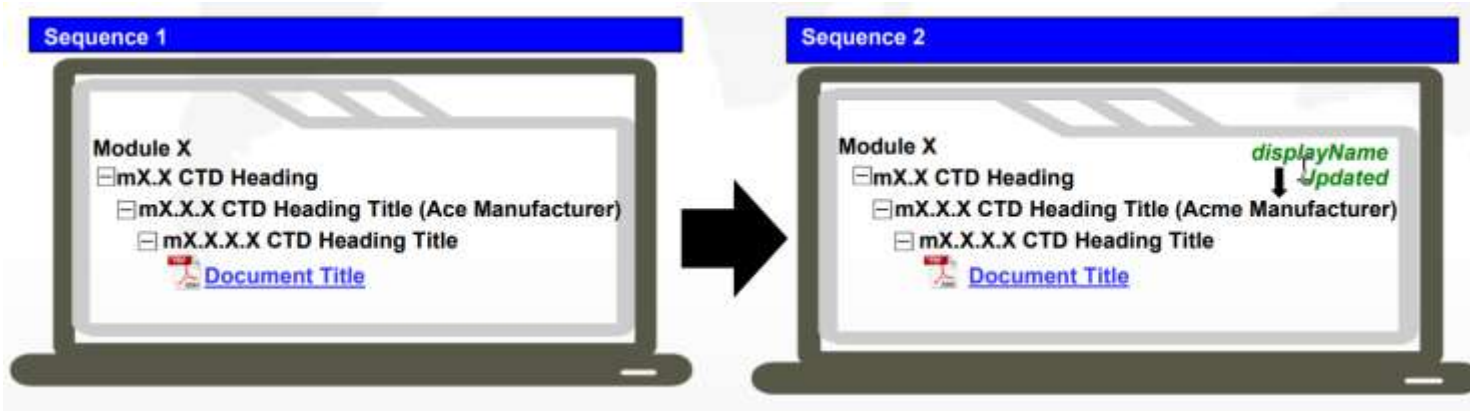 Sequence 1
Module X
mX.X CTD Heading
mX.X.X CTD Heading Title (Ace Manufacturer)
mX.X.X.X CTD Heading Title
Document Title
Sequence 2
Module X
displayName
Updated
mX.X CTD Heading
mX.X.X CTD Heading Title (Acme Manufacturer)
mX.X.X.X CTD Heading Title
Document Title